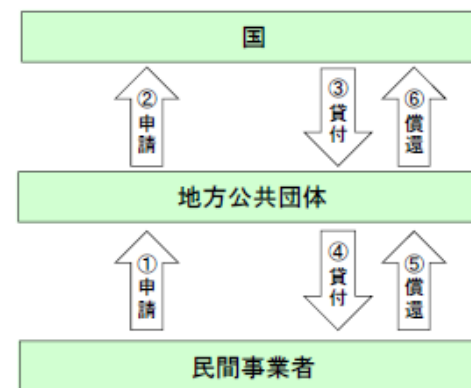 国
②申請
③貸付
⑥償還
地方公共団体
①申請
④貸付
⑤償還
民間事業者